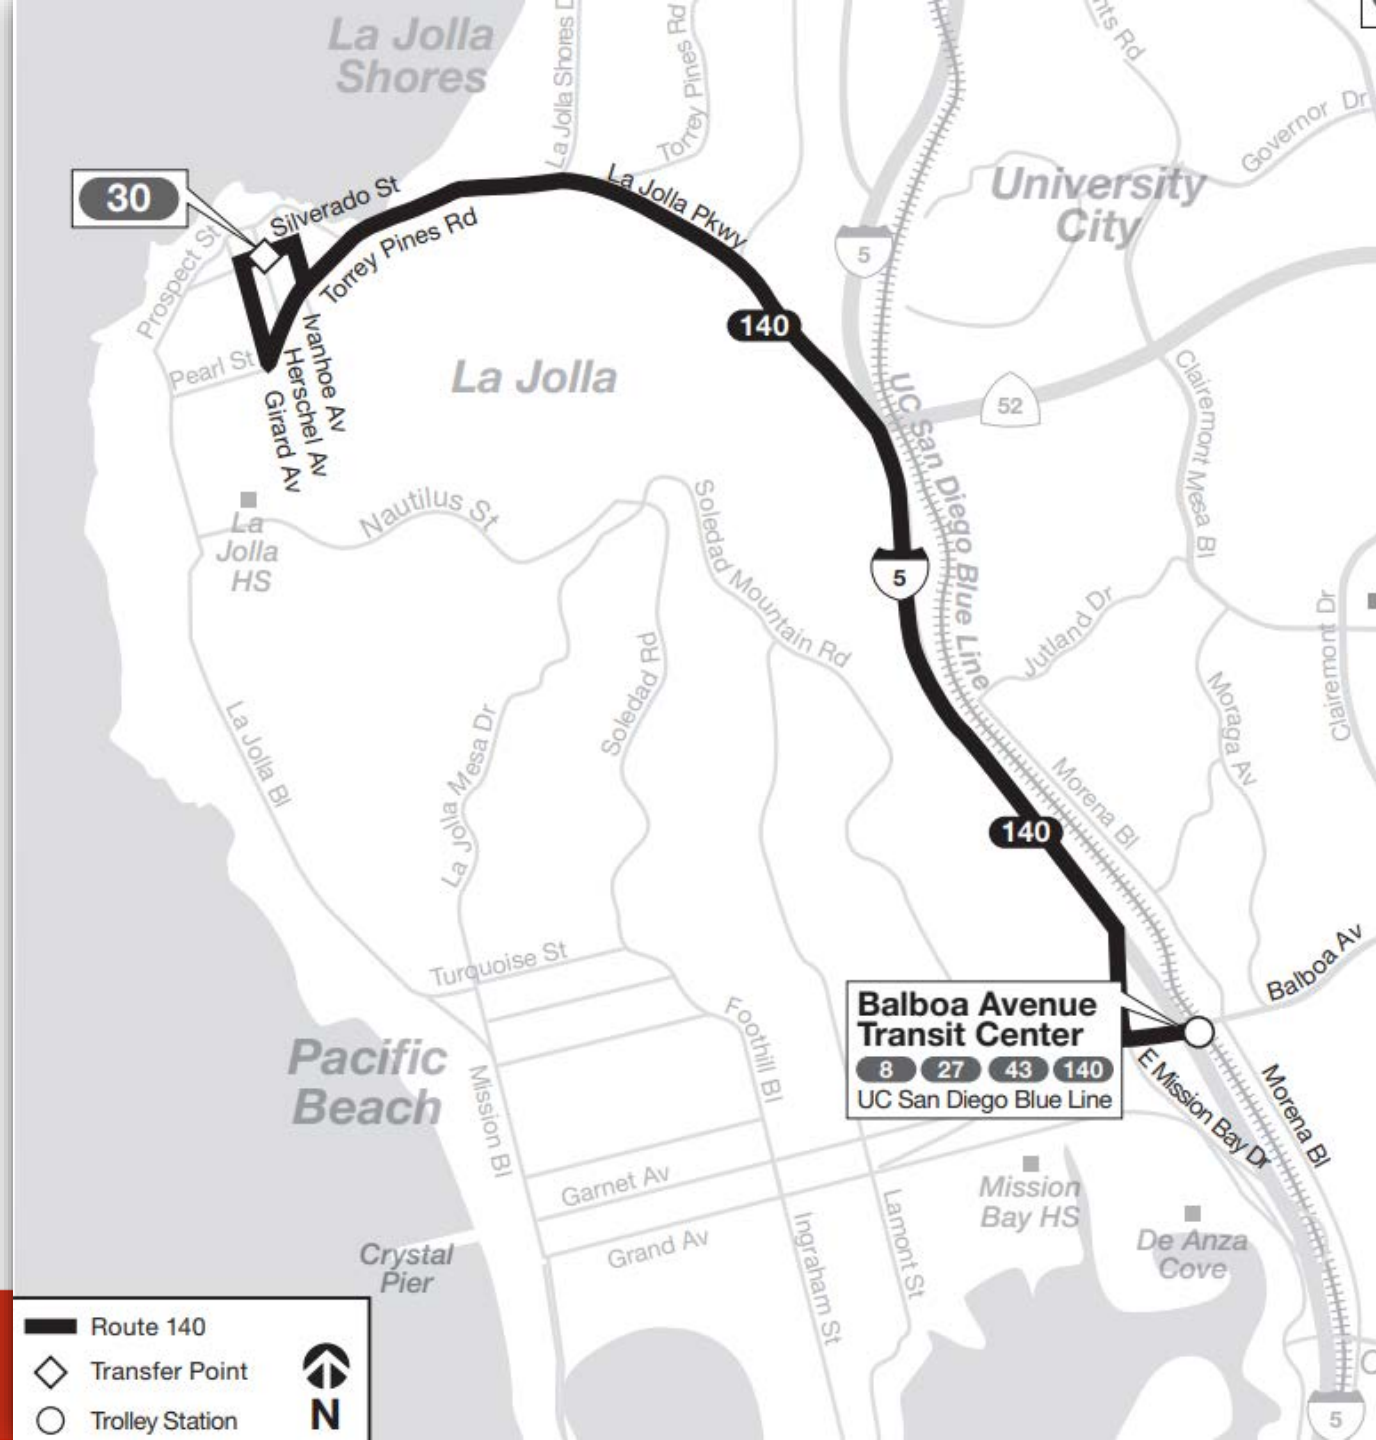 La Jolla
Shores
La Jolla Shores D
Torrey Pines Rd
nts Rd
Governor Dr
University
City
30
Silverado St
Prospect St
Torrey Pines Rd
La Jolla Pkwy
5
140
Ivanhoe Av
Herschel Av
Girard Av
Pearl St
La Jolla
52
UC San Diego Blue Line
Clairemont Mesa Bl
La
Jolla
HS
Nautilus St
Soledad Mountain Rd
5
Jutland Dr
Clairemont Dr
Soledad Rd
Moraga Av
La Jolla Bl
La Jolla Mesa Dr
Morena Bl
140
Turquoise St
Balboa Av
Balboa Avenue
Transit Center
8 27 43 140
UC San Diego Blue Line
Foothill Bl
Pacific
Beach
Mission Bl
E Mission Bay Dr
Morena Bl
Garnet Av
Grand Av
Ingraham St
Lamont St
Mission
Bay HS
De Anza
Cove
Crystal
Pier
Route 140
Transfer Point
Trolley Station
N
C
5